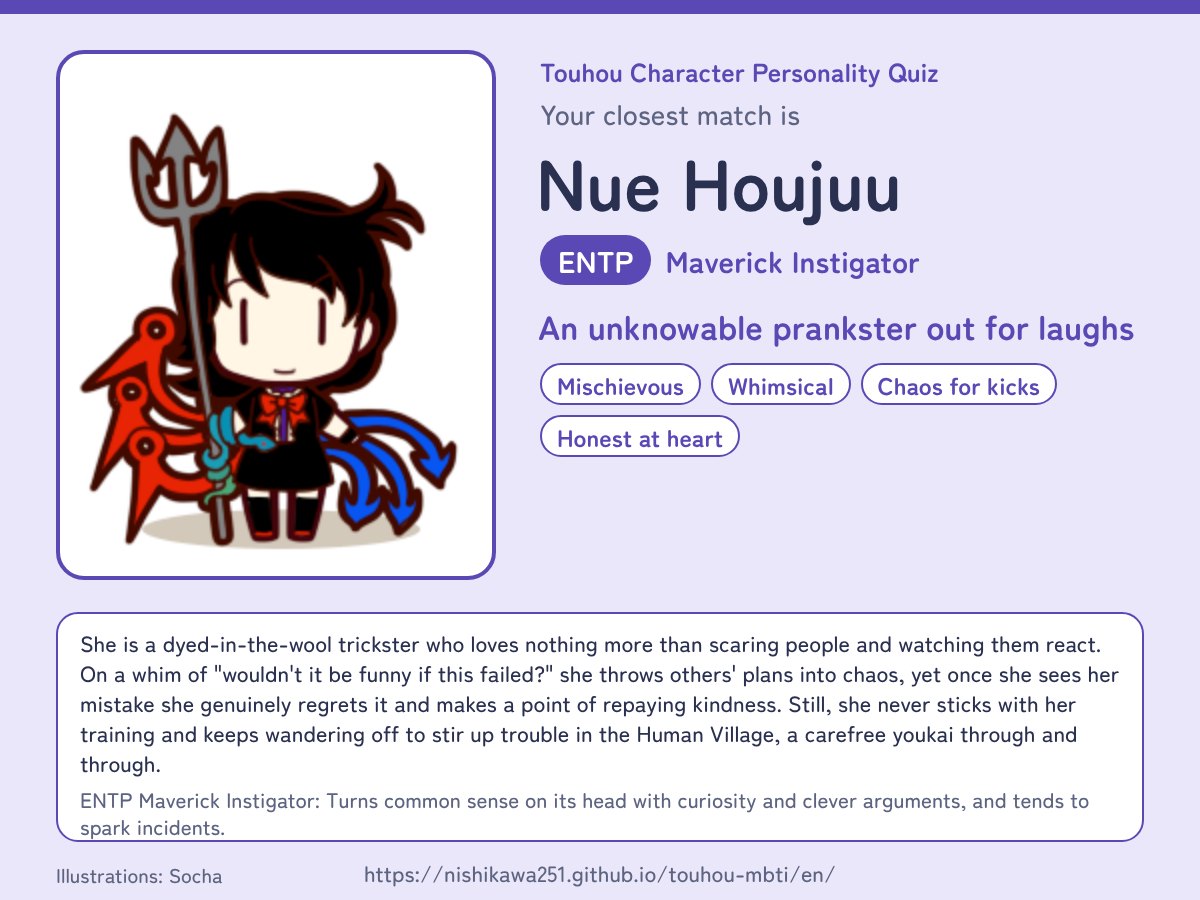 Touhou Character Personality Quiz
Your closest match is
Nue Houjuu
ENTP Maverick Instigator
An unknowable prankster out for laughs
Mischievous Whimsical Chaos for kicks
Honest at heart
She is a dyed-in-the-wool trickster who loves nothing more than scaring people and watching them react.
On a whim of "wouldn't it be funny if this failed?" she throws others' plans into chaos, yet once she sees her
mistake she genuinely regrets it and makes a point of repaying kindness. Still, she never sticks with her
training and keeps wandering off to stir up trouble in the Human Village, a carefree youkai through and
through.
ENTP Maverick Instigator: Turns common sense on its head with curiosity and clever arguments, and tends to
spark incidents.
Illustrations: Socha https://nishikawa251.github.io/touhou-mbti/en/